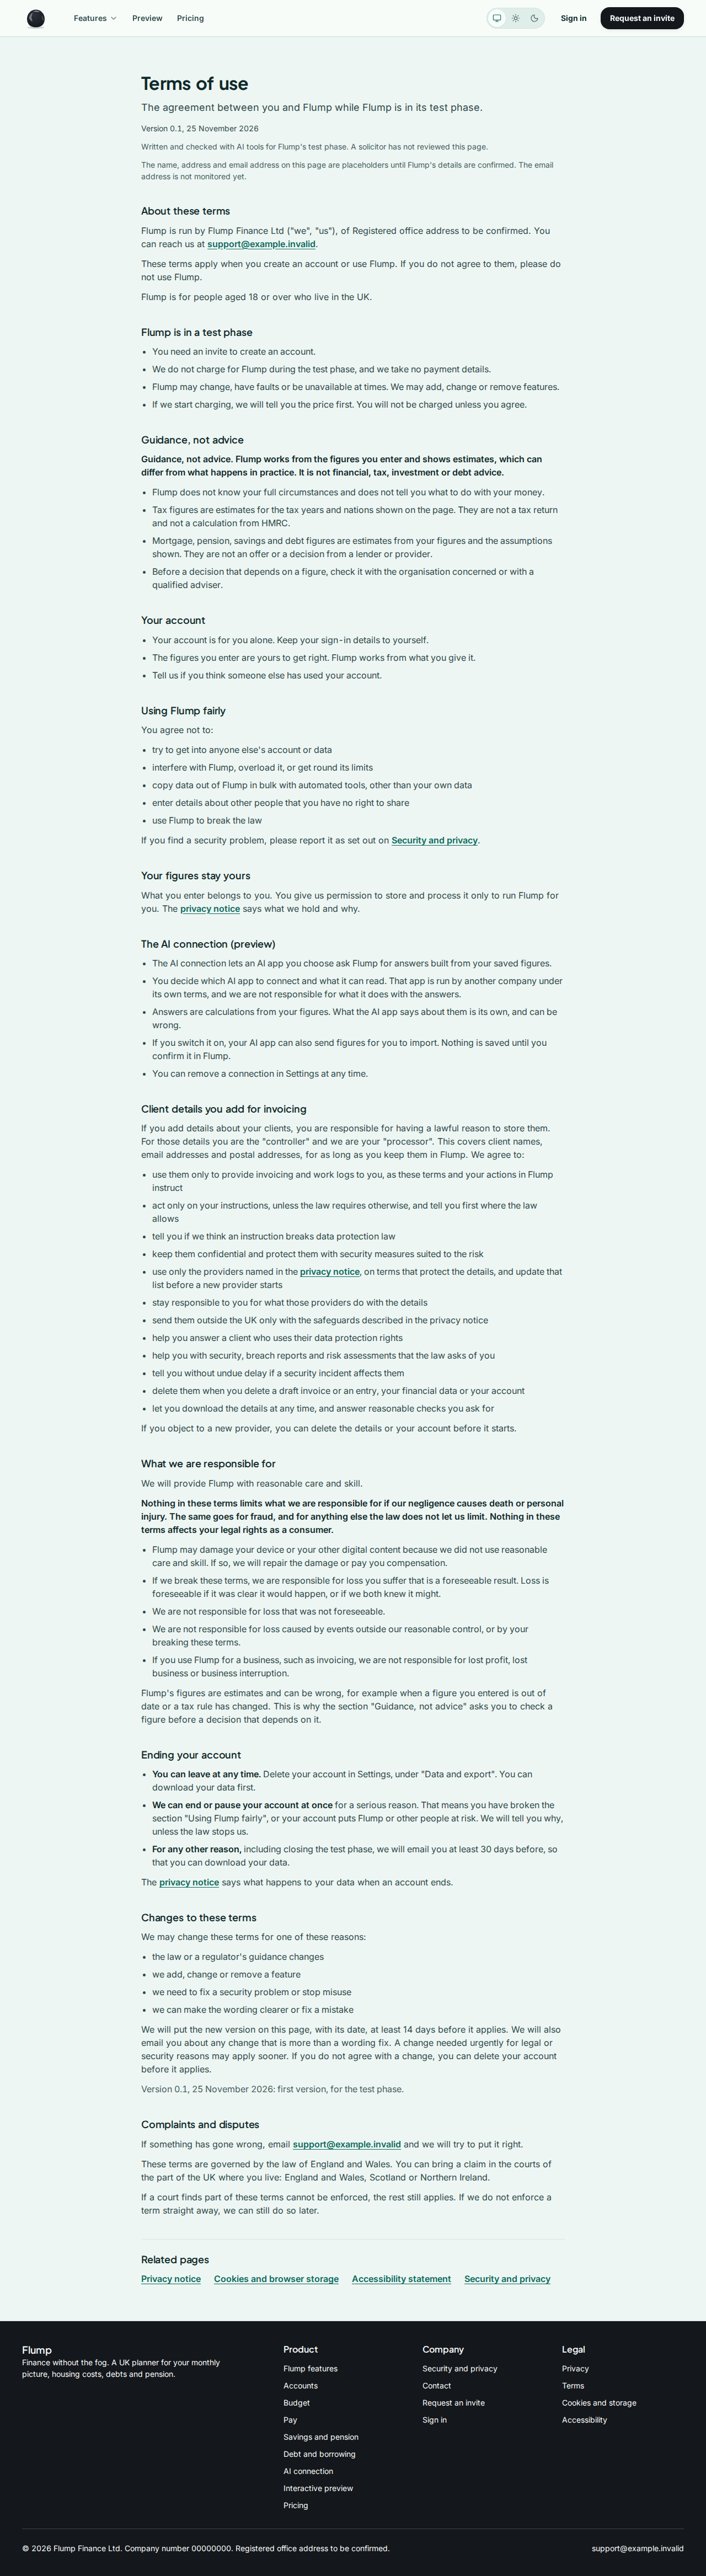 Features
Preview
Pricing
Sign in
Request an invite
Terms of use
The agreement between you and Flump while Flump is in its test phase.
Version 0.1, 25 November 2026
Written and checked with AI tools for Flump's test phase. A solicitor has not reviewed this page.
The name, address and email address on this page are placeholders until Flump's details are confirmed. The email
address is not monitored yet.
About these terms
Flump is run by Flump Finance Ltd ("we", "us"), of Registered office address to be confirmed. You
can reach us at support@example.invalid.
These terms apply when you create an account or use Flump. If you do not agree to them, please do
not use Flump.
Flump is for people aged 18 or over who live in the UK.
Flump is in a test phase
• You need an invite to create an account.
• We do not charge for Flump during the test phase, and we take no payment details.
• Flump may change, have faults or be unavailable at times. We may add, change or remove features.
• If we start charging, we will tell you the price first. You will not be charged unless you agree.
Guidance, not advice
Guidance, not advice. Flump works from the figures you enter and shows estimates, which can
differ from what happens in practice. It is not financial, tax, investment or debt advice.
• Flump does not know your full circumstances and does not tell you what to do with your money.
• Tax figures are estimates for the tax years and nations shown on the page. They are not a tax return
and not a calculation from HMRC.
• Mortgage, pension, savings and debt figures are estimates from your figures and the assumptions
shown. They are not an offer or a decision from a lender or provider.
• Before a decision that depends on a figure, check it with the organisation concerned or with a
qualified adviser.
Your account
• Your account is for you alone. Keep your sign-in details to yourself.
• The figures you enter are yours to get right. Flump works from what you give it.
• Tell us if you think someone else has used your account.
Using Flump fairly
You agree not to:
• try to get into anyone else's account or data
• interfere with Flump, overload it, or get round its limits
• copy data out of Flump in bulk with automated tools, other than your own data
• enter details about other people that you have no right to share
• use Flump to break the law
If you find a security problem, please report it as set out on Security and privacy.
Your figures stay yours
What you enter belongs to you. You give us permission to store and process it only to run Flump for
you. The privacy notice says what we hold and why.
The AI connection (preview)
• The AI connection lets an AI app you choose ask Flump for answers built from your saved figures.
• You decide which AI app to connect and what it can read. That app is run by another company under
its own terms, and we are not responsible for what it does with the answers.
• Answers are calculations from your figures. What the AI app says about them is its own, and can be
wrong.
• If you switch it on, your AI app can also send figures for you to import. Nothing is saved until you
confirm it in Flump.
• You can remove a connection in Settings at any time.
Client details you add for invoicing
If you add details about your clients, you are responsible for having a lawful reason to store them.
For those details you are the "controller" and we are your "processor". This covers client names,
email addresses and postal addresses, for as long as you keep them in Flump. We agree to:
• use them only to provide invoicing and work logs to you, as these terms and your actions in Flump
instruct
• act only on your instructions, unless the law requires otherwise, and tell you first where the law
allows
• tell you if we think an instruction breaks data protection law
• keep them confidential and protect them with security measures suited to the risk
• use only the providers named in the privacy notice, on terms that protect the details, and update that
list before a new provider starts
• stay responsible to you for what those providers do with the details
• send them outside the UK only with the safeguards described in the privacy notice
• help you answer a client who uses their data protection rights
• help you with security, breach reports and risk assessments that the law asks of you
• tell you without undue delay if a security incident affects them
• delete them when you delete a draft invoice or an entry, your financial data or your account
• let you download the details at any time, and answer reasonable checks you ask for
If you object to a new provider, you can delete the details or your account before it starts.
What we are responsible for
We will provide Flump with reasonable care and skill.
Nothing in these terms limits what we are responsible for if our negligence causes death or personal
injury. The same goes for fraud, and for anything else the law does not let us limit. Nothing in these
terms affects your legal rights as a consumer.
• Flump may damage your device or your other digital content because we did not use reasonable
care and skill. If so, we will repair the damage or pay you compensation.
• If we break these terms, we are responsible for loss you suffer that is a foreseeable result. Loss is
foreseeable if it was clear it would happen, or if we both knew it might.
• We are not responsible for loss that was not foreseeable.
• We are not responsible for loss caused by events outside our reasonable control, or by your
breaking these terms.
• If you use Flump for a business, such as invoicing, we are not responsible for lost profit, lost
business or business interruption.
Flump's figures are estimates and can be wrong, for example when a figure you entered is out of
date or a tax rule has changed. This is why the section "Guidance, not advice" asks you to check a
figure before a decision that depends on it.
Ending your account
• You can leave at any time. Delete your account in Settings, under "Data and export". You can
download your data first.
• We can end or pause your account at once for a serious reason. That means you have broken the
section "Using Flump fairly", or your account puts Flump or other people at risk. We will tell you why,
unless the law stops us.
• For any other reason, including closing the test phase, we will email you at least 30 days before, so
that you can download your data.
The privacy notice says what happens to your data when an account ends.
Changes to these terms
We may change these terms for one of these reasons:
• the law or a regulator's guidance changes
• we add, change or remove a feature
• we need to fix a security problem or stop misuse
• we can make the wording clearer or fix a mistake
We will put the new version on this page, with its date, at least 14 days before it applies. We will also
email you about any change that is more than a wording fix. A change needed urgently for legal or
security reasons may apply sooner. If you do not agree with a change, you can delete your account
before it applies.
Version 0.1, 25 November 2026: first version, for the test phase.
Complaints and disputes
If something has gone wrong, email support@example.invalid and we will try to put it right.
These terms are governed by the law of England and Wales. You can bring a claim in the courts of
the part of the UK where you live: England and Wales, Scotland or Northern Ireland.
If a court finds part of these terms cannot be enforced, the rest still applies. If we do not enforce a
term straight away, we can still do so later.
Related pages
Privacy notice
Cookies and browser storage
Accessibility statement
Security and privacy
Flump
Finance without the fog. A UK planner for your monthly
picture, housing costs, debts and pension.
Product
Flump features
Accounts
Budget
Pay
Savings and pension
Debt and borrowing
AI connection
Interactive preview
Pricing
Company
Security and privacy
Contact
Request an invite
Sign in
Legal
Privacy
Terms
Cookies and storage
Accessibility
© 2026 Flump Finance Ltd. Company number 00000000. Registered office address to be confirmed.
support@example.invalid